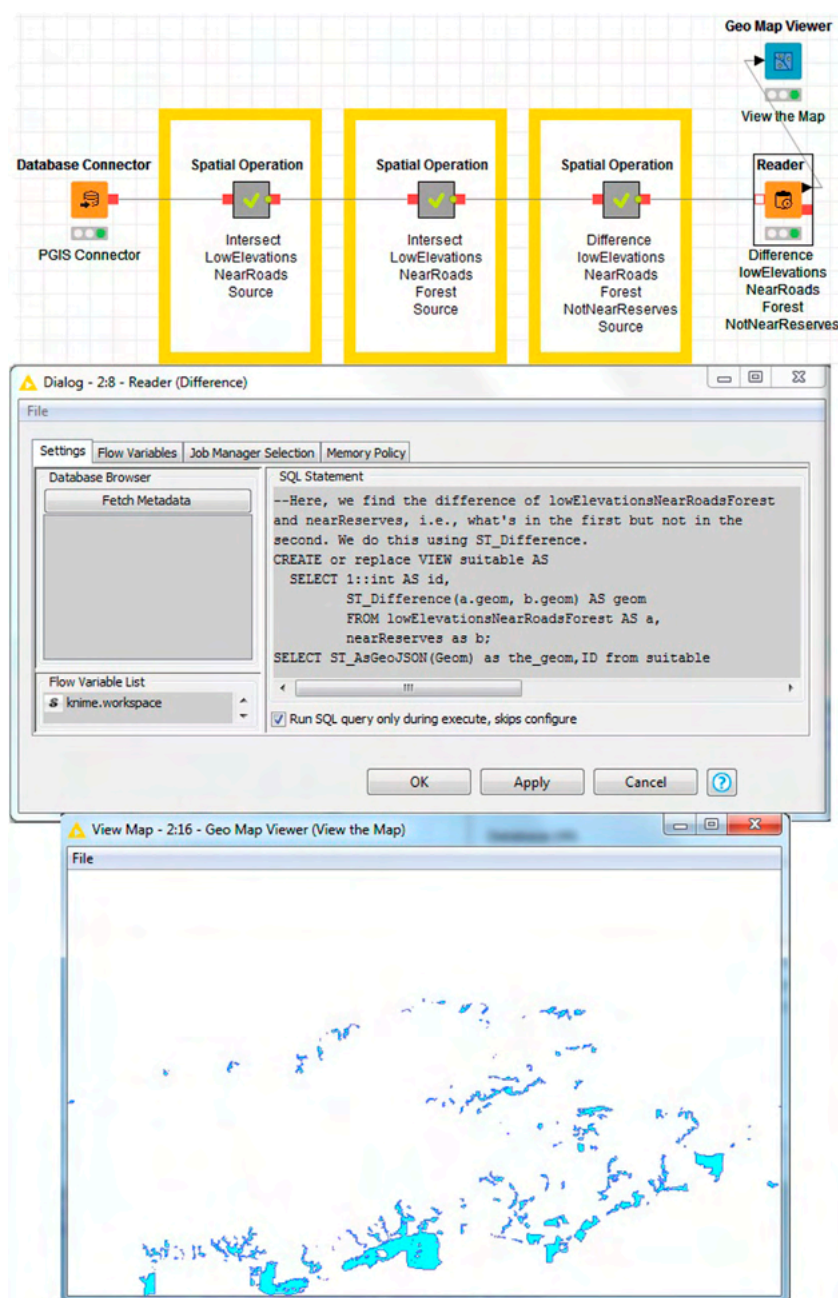 Geo Map Viewer
View the Map
Database Connector
PGIS Connector
Spatial Operation
Intersect
LowElevations
NearRoads
Source
Spatial Operation
Intersect
LowElevations
NearRoads
Forest
Source
Spatial Operation
Difference
lowElevations
NearRoads
Forest
NotNearReserves
Source
Reader
Difference
lowElevations
NearRoads
Forest
NotNearReserves
Dialog - 2:8 - Reader (Difference)
File
Settings Flow Variables Job Manager Selection Memory Policy
Database Browser
Fetch Metadata
Flow Variable List
s knime.workspace
SQL Statement
--Here, we find the difference of lowElevationsNearRoadsForest
and nearReserves, i.e., what's in the first but not in the
second. We do this using ST_Difference.
CREATE or replace VIEW suitable AS
SELECT 1::int AS id,
ST_Difference(a.geom, b.geom) AS geom
FROM lowElevationsNearRoadsForest AS a,
nearReserves as b;
SELECT ST_AsGeoJSON(Geom) as the_geom,ID from suitable
Run SQL query only during execute, skips configure
OK Apply Cancel ?
View Map - 2:16 - Geo Map Viewer (View the Map)
File